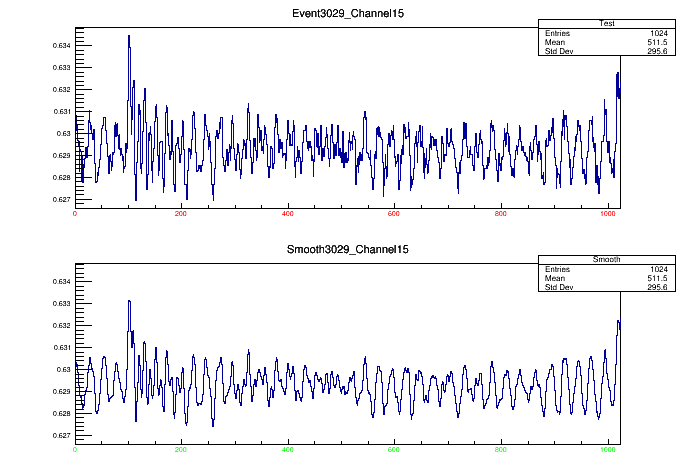 Event3029_Channel15
Test
Entries 1024
Mean 511.5
Std Dev 295.6
0.634
0.633
0.632
0.631
0.63
0.629
0.628
0.627
0 200 400 600 800 1000
Smooth3029_Channel15
Smooth
Entries 1024
Mean 511.5
Std Dev 295.6
0.634
0.633
0.632
0.631
0.63
0.629
0.628
0.627
0 200 400 600 800 1000